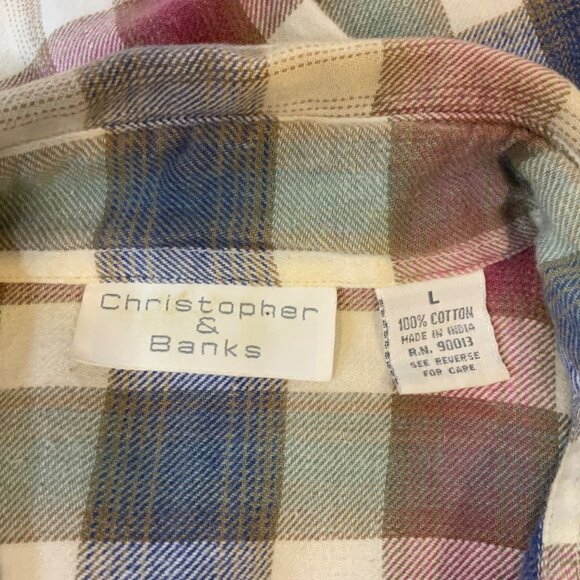 Christopher
&
Banks
L
100% COTTON
MADE IN INDIA
R.N. 90013
SEE REVERSE
FOR CARE